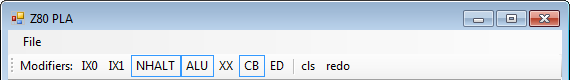 Z80 PLA
File
Modifiers: IX0 IX1 NHALT ALU XX CB ED cls redo